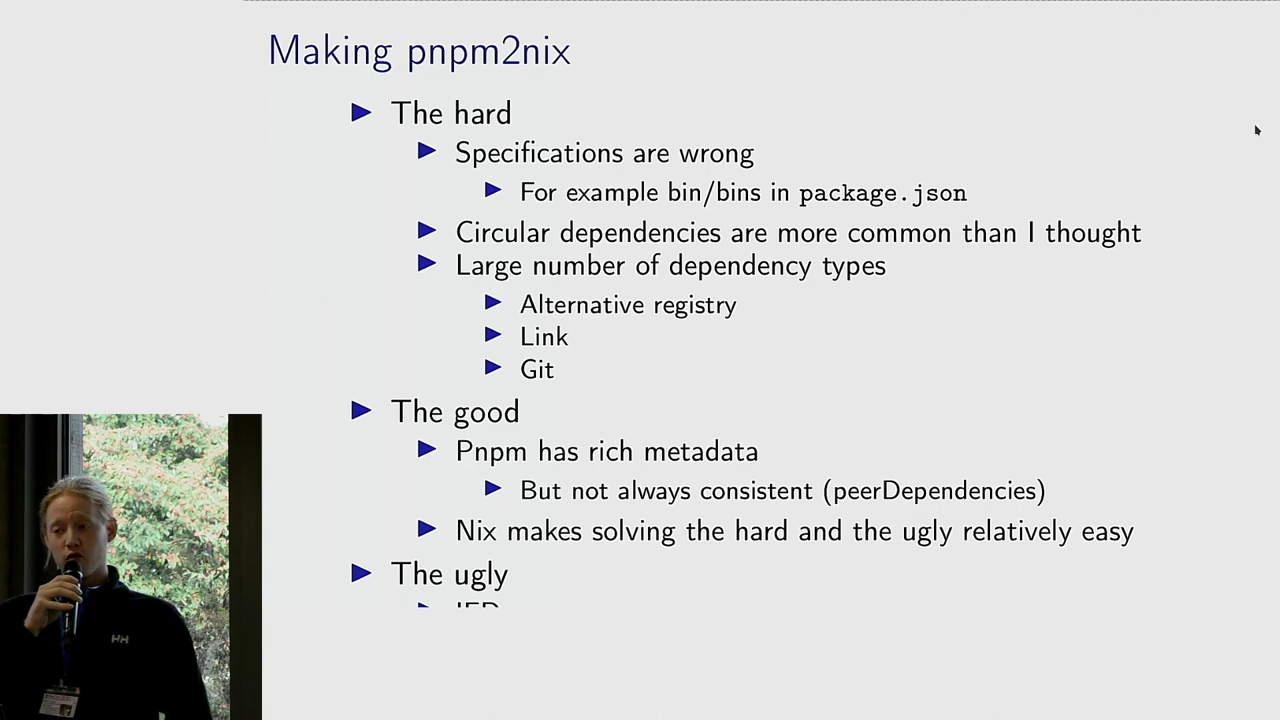 Making pnpm2nix
The hard
Specifications are wrong
For example bin/bins in package.json
Circular dependencies are more common than I thought
Large number of dependency types
Alternative registry
Link
Git
The good
Pnpm has rich metadata
But not always consistent (peerDependencies)
Nix makes solving the hard and the ugly relatively easy
The ugly
IFD
HH